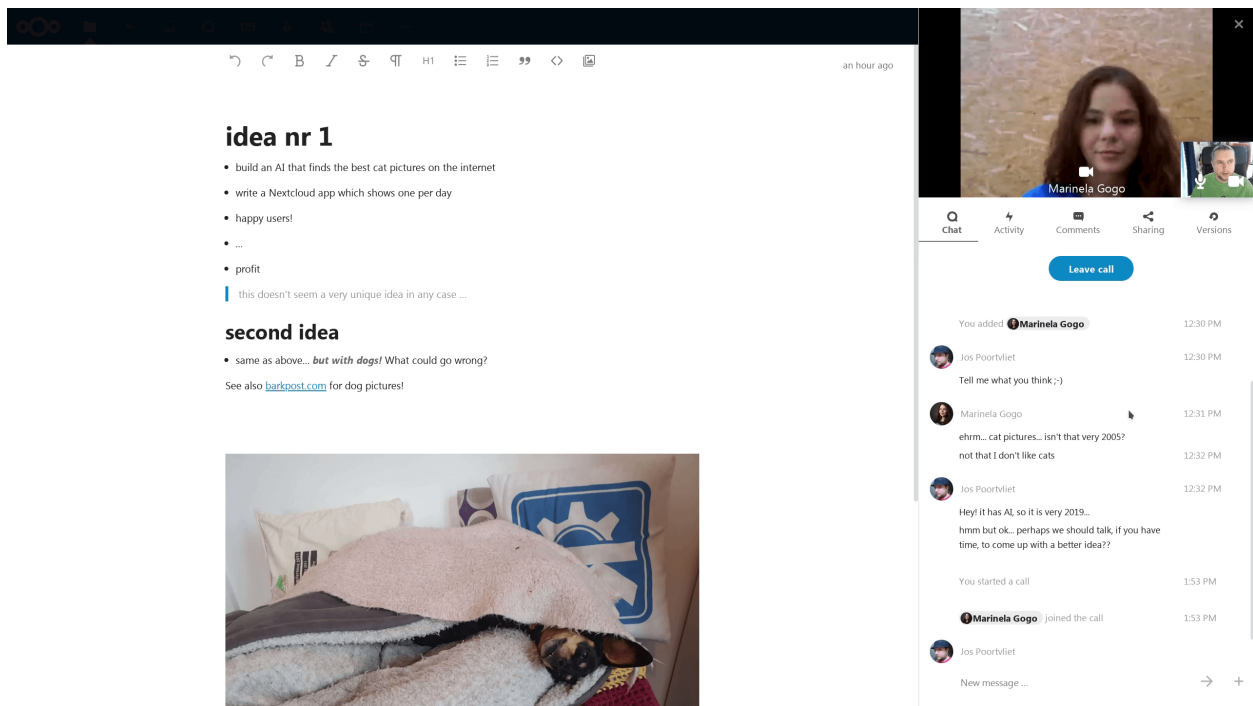 H1
an hour ago
idea nr 1
• build an AI that finds the best cat pictures on the internet
• write a Nextcloud app which shows one per day
• happy users!
• ...
• profit
this doesn't seem a very unique idea in any case ...
second idea
• same as above... but with dogs! What could go wrong?
See also barkpost.com for dog pictures!
Marinela Gogo
Chat Activity Comments Sharing Versions
Leave call
You added Marinela Gogo 12:30 PM
Jos Poortvliet 12:30 PM
Tell me what you think ;-)
Marinela Gogo 12:31 PM
ehrm... cat pictures... isn't that very 2005?
not that I don't like cats 12:32 PM
Jos Poortvliet 12:32 PM
Hey! it has AI, so it is very 2019...
hmm but ok... perhaps we should talk, if you have
time, to come up with a better idea??
You started a call 1:53 PM
Marinela Gogo joined the call 1:53 PM
Jos Poortvliet
New message ...